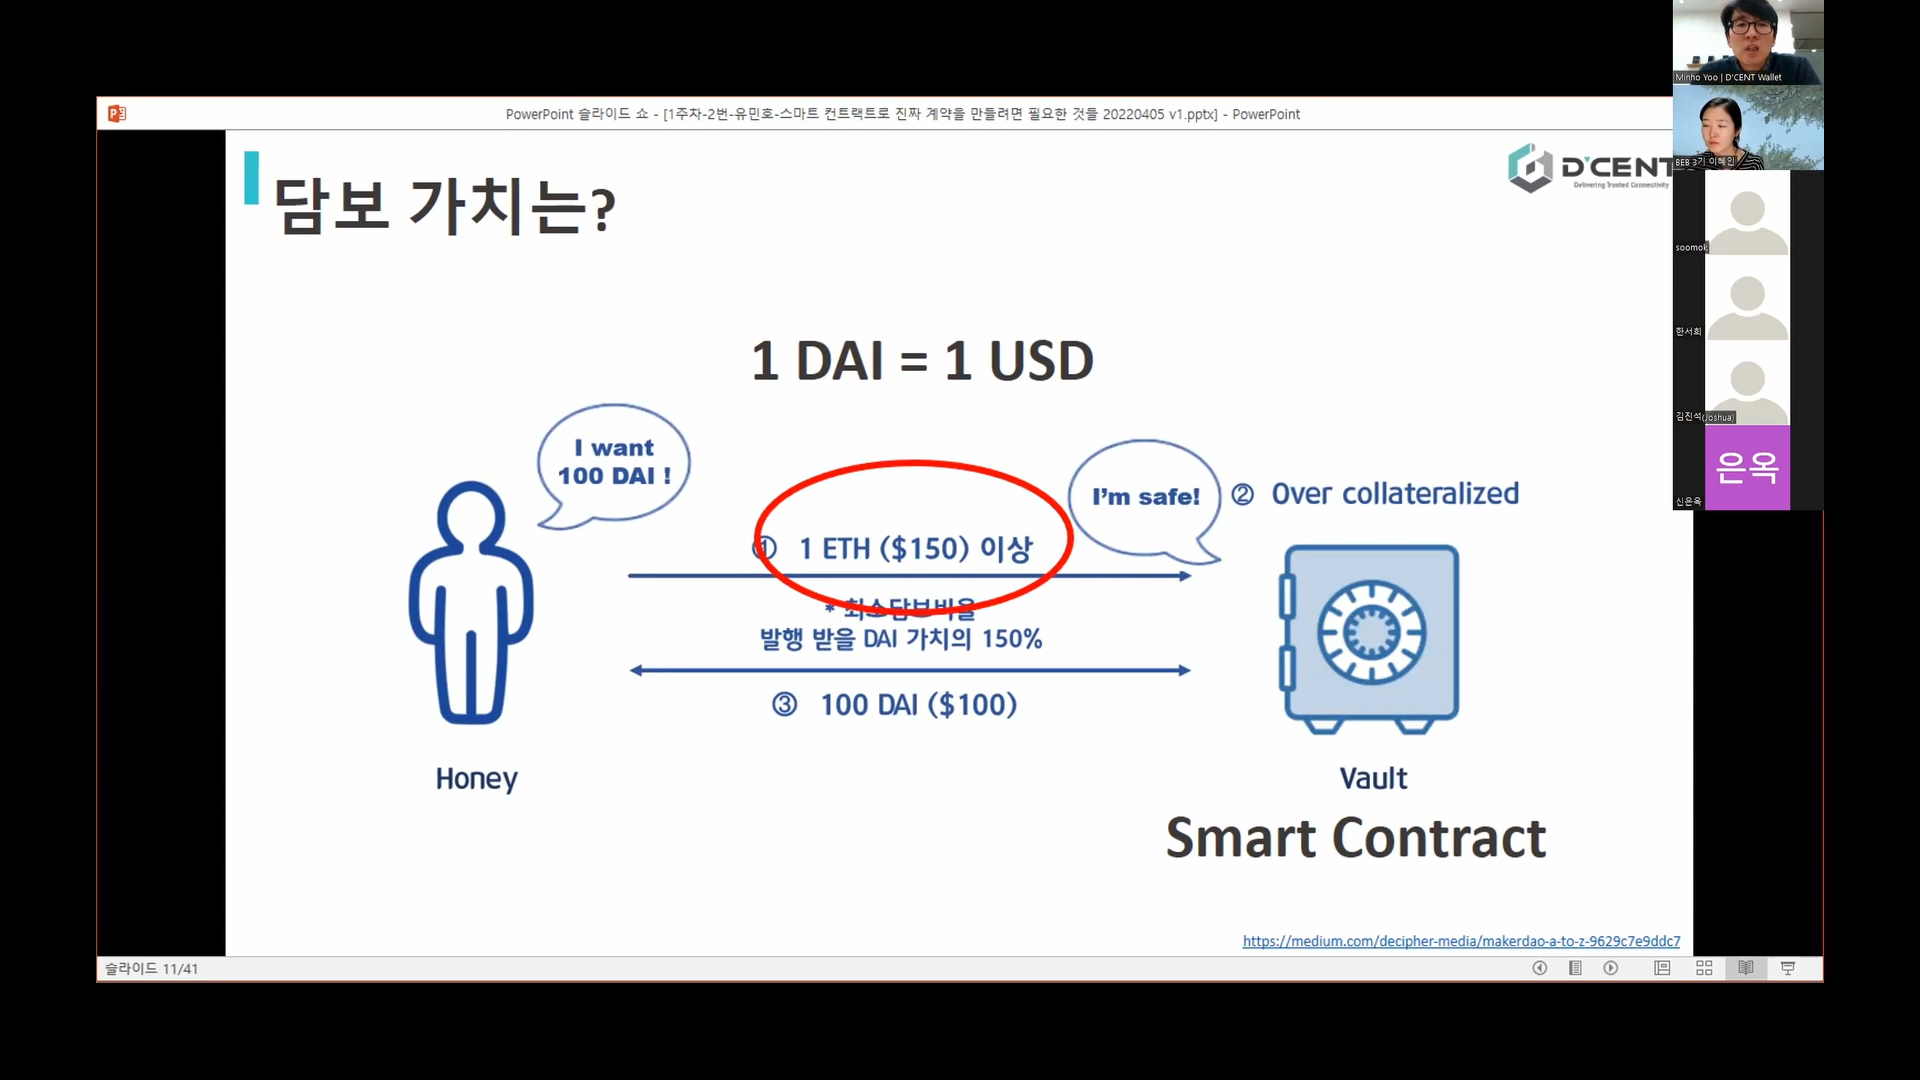 PowerPoint 슬라이드 쇼 - [1주차-2번-유민호-스마트 컨트랙트로 진짜 계약을 만들려면 필요한 것들 20220405 v1.pptx] - PowerPoint
담보 가치는?
D'CENT
Delivering Trusted Connectivity
1 DAI = 1 USD
I want
100 DAI !
I'm safe!
② Over collateralized
① 1 ETH ($150) 이상
* 최소담보비율
발행 받을 DAI 가치의 150%
③ 100 DAI ($100)
Honey
Vault
Smart Contract
https://medium.com/decipher-media/makerdao-a-to-z-9629c7e9ddc7
슬라이드 11/41
Minho Yoo | D'CENT Wallet
BEB 3기 이혜인
soomok
한서희
김진석(Joshua)
은옥
신은옥